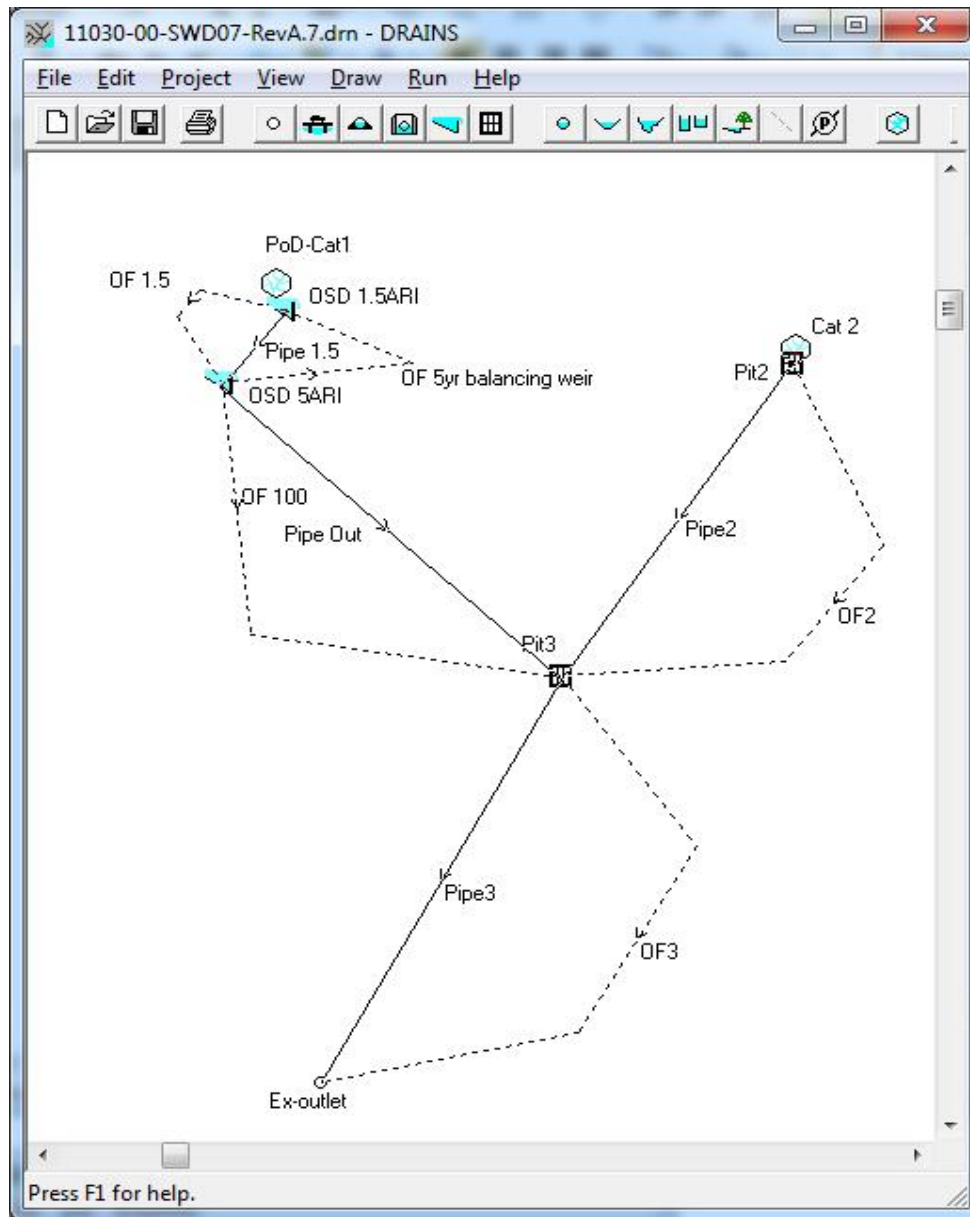 11030-00-SWD07-RevA.7.drn - DRAINS
File Edit Project View Draw Run Help
PoD-Cat1
OF 1.5
OSD 1.5ARI
Cat 2
Pipe 1.5
Pit2
OF 5yr balancing weir
OSD 5ARI
OF 100
Pipe Out
Pipe2
OF2
Pit3
Pipe3
OF3
Ex-outlet
Press F1 for help.